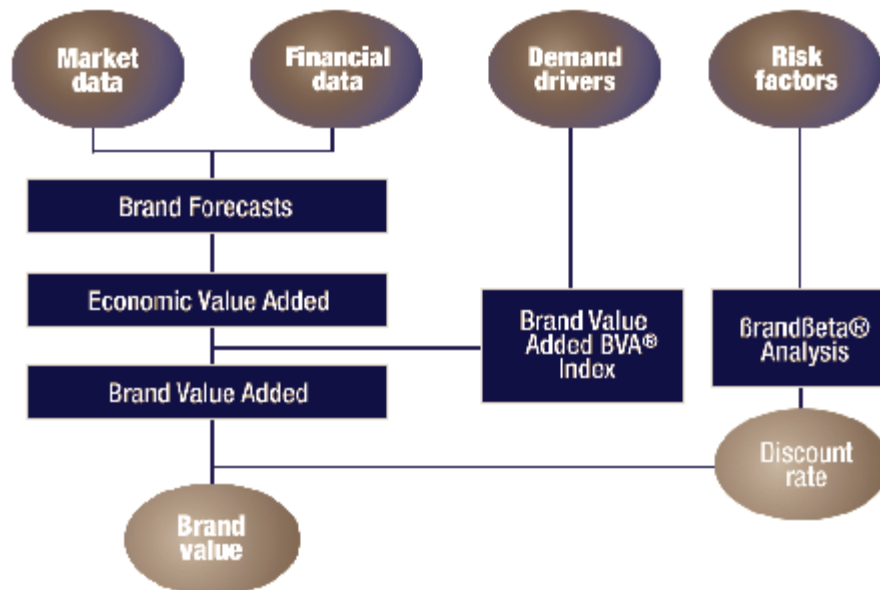 Market
data
Financial
data
Demand
drivers
Risk
factors
Brand Forecasts
Economic Value Added
Brand Value
Added BVA®
Index
ßrandßeta®
Analysis
Brand Value Added
Discount
rate
Brand
value